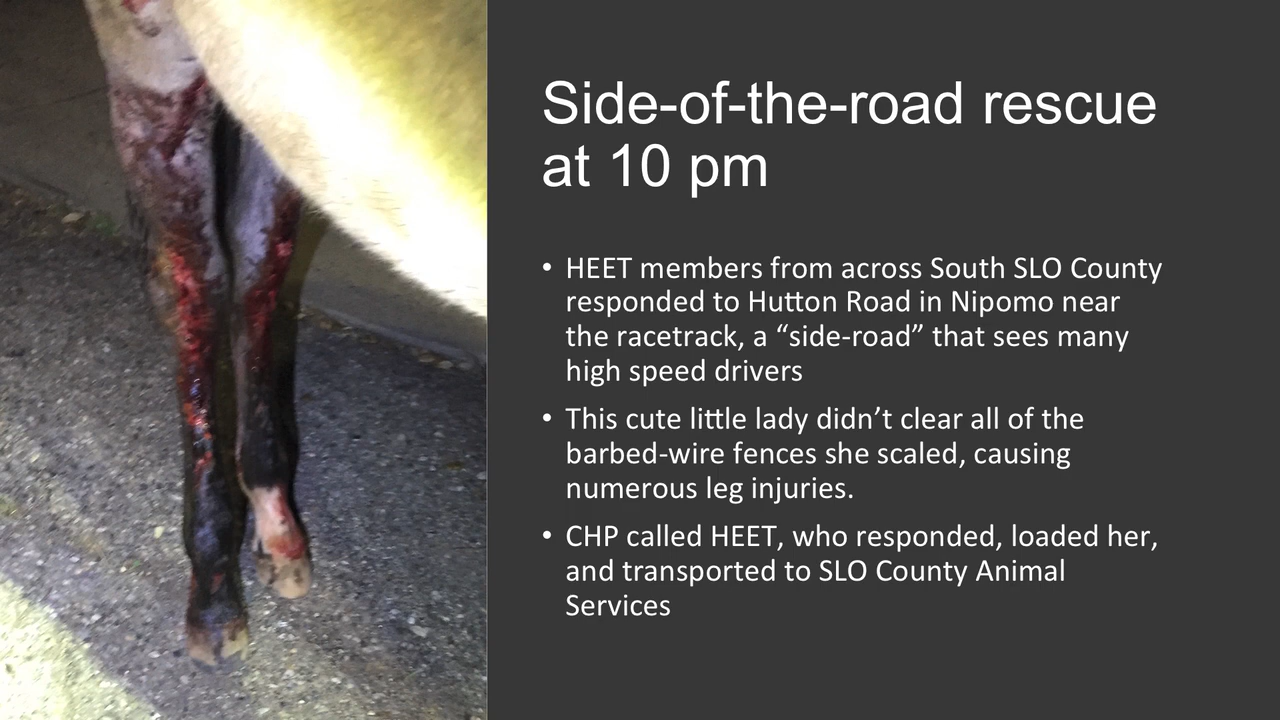 Side-of-the-road rescue
at 10 pm
• HEET members from across South SLO County
responded to Hutton Road in Nipomo near
the racetrack, a “side-road” that sees many
high speed drivers
• This cute little lady didn’t clear all of the
barbed-wire fences she scaled, causing
numerous leg injuries.
• CHP called HEET, who responded, loaded her,
and transported to SLO County Animal
Services